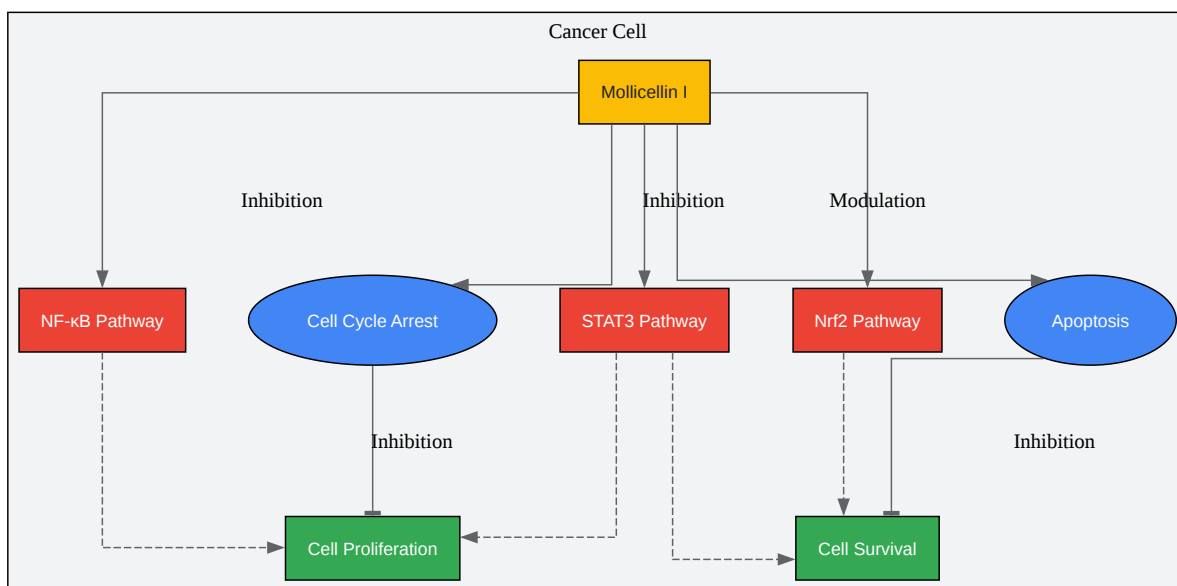 Cancer Cell
Mollicellin I
Inhibition
Inhibition
Modulation
NF-κB Pathway
Cell Cycle Arrest
STAT3 Pathway
Nrf2 Pathway
Apoptosis
Inhibition
Inhibition
Cell Proliferation
Cell Survival